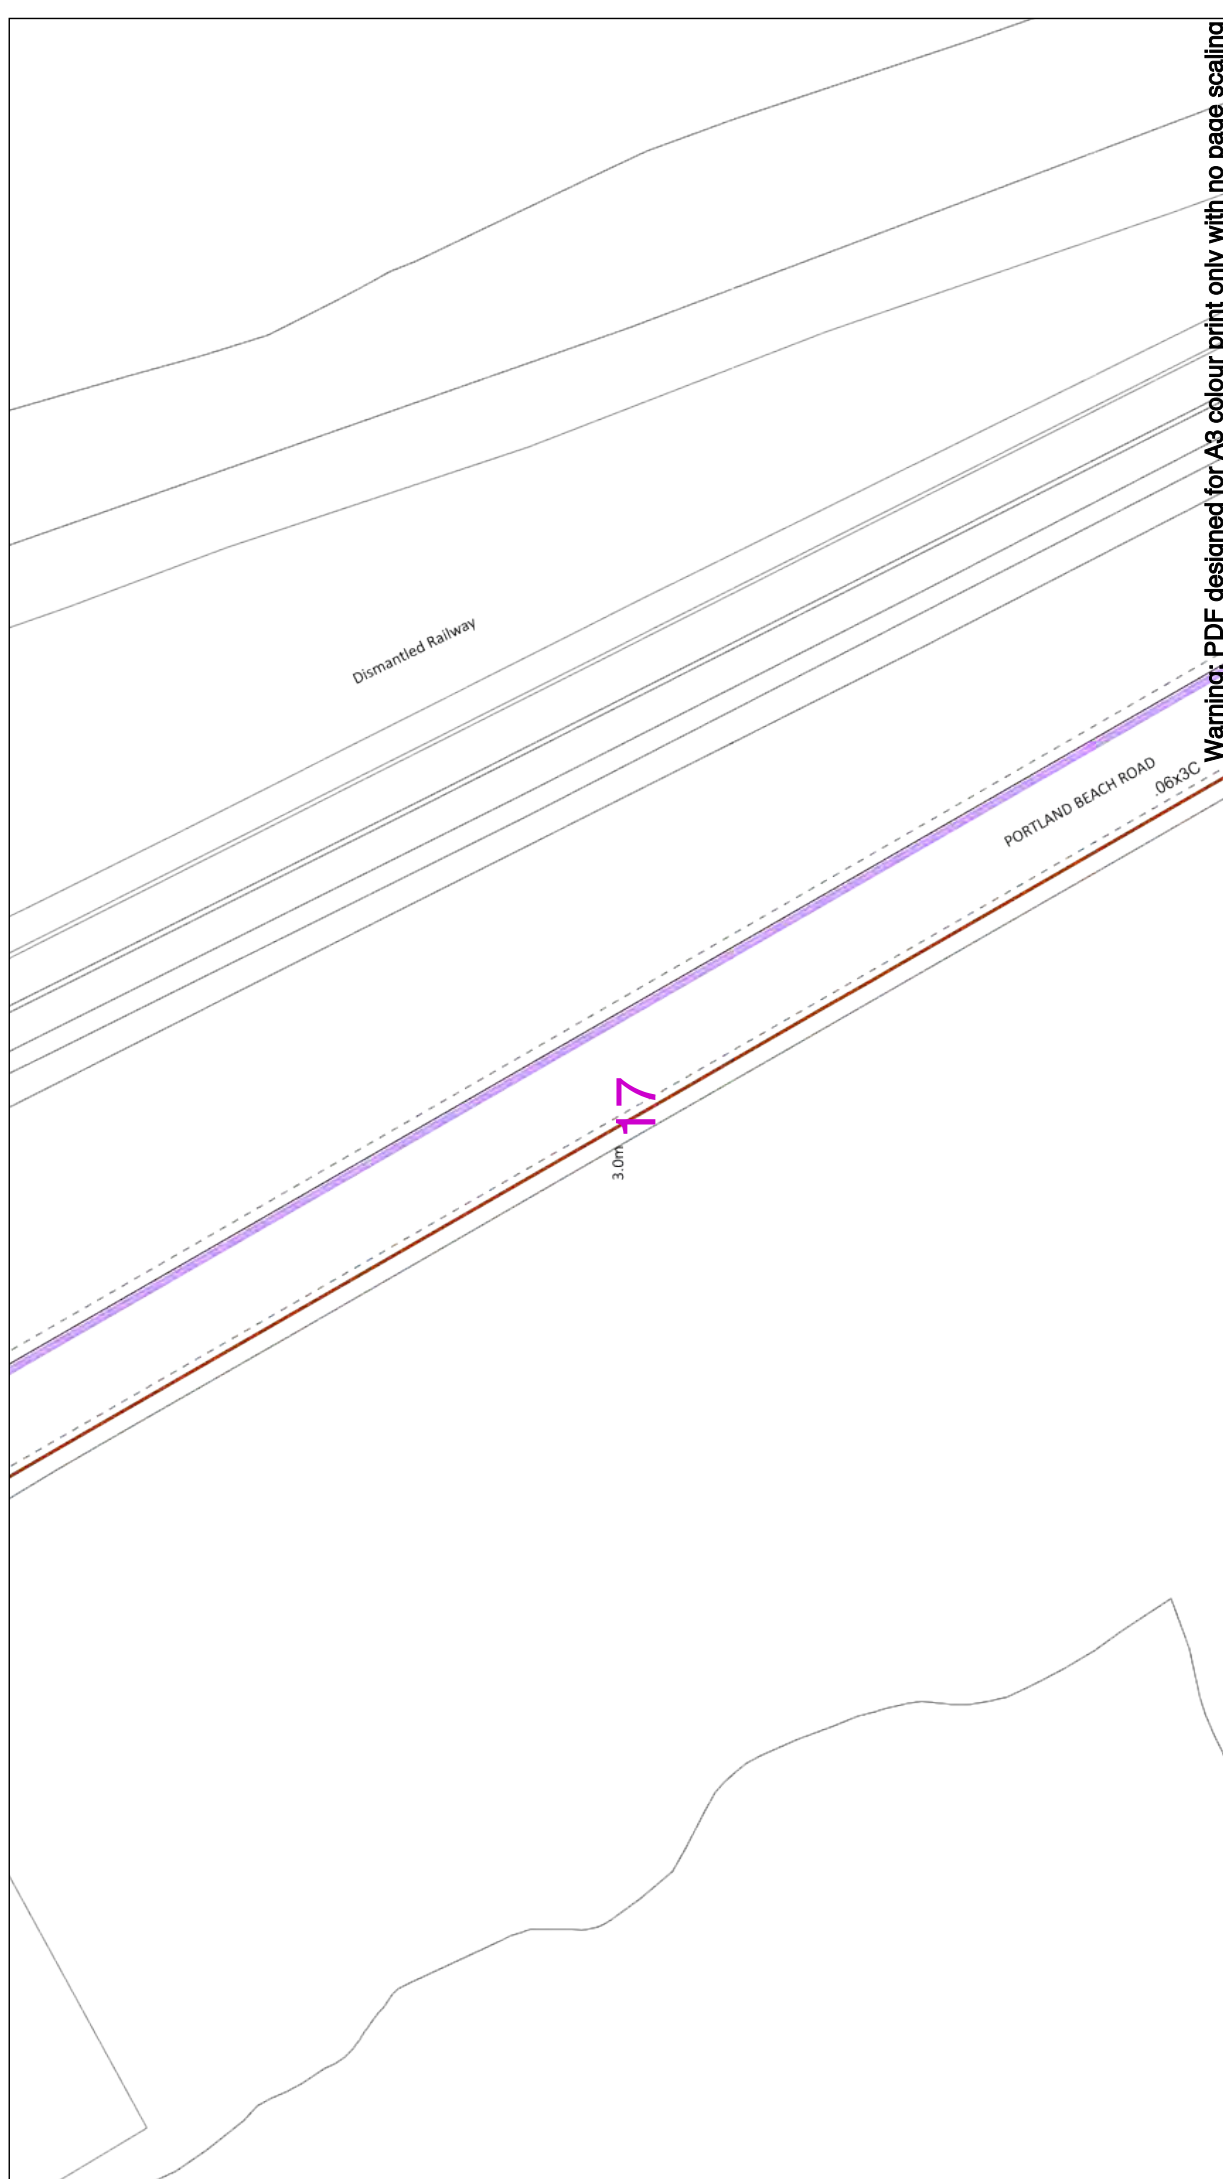 Warning: PDF designed for A3 colour print only with no page scaling
Dismantled Railway
PORTLAND BEACH ROAD
.06x3C
17
3.0m